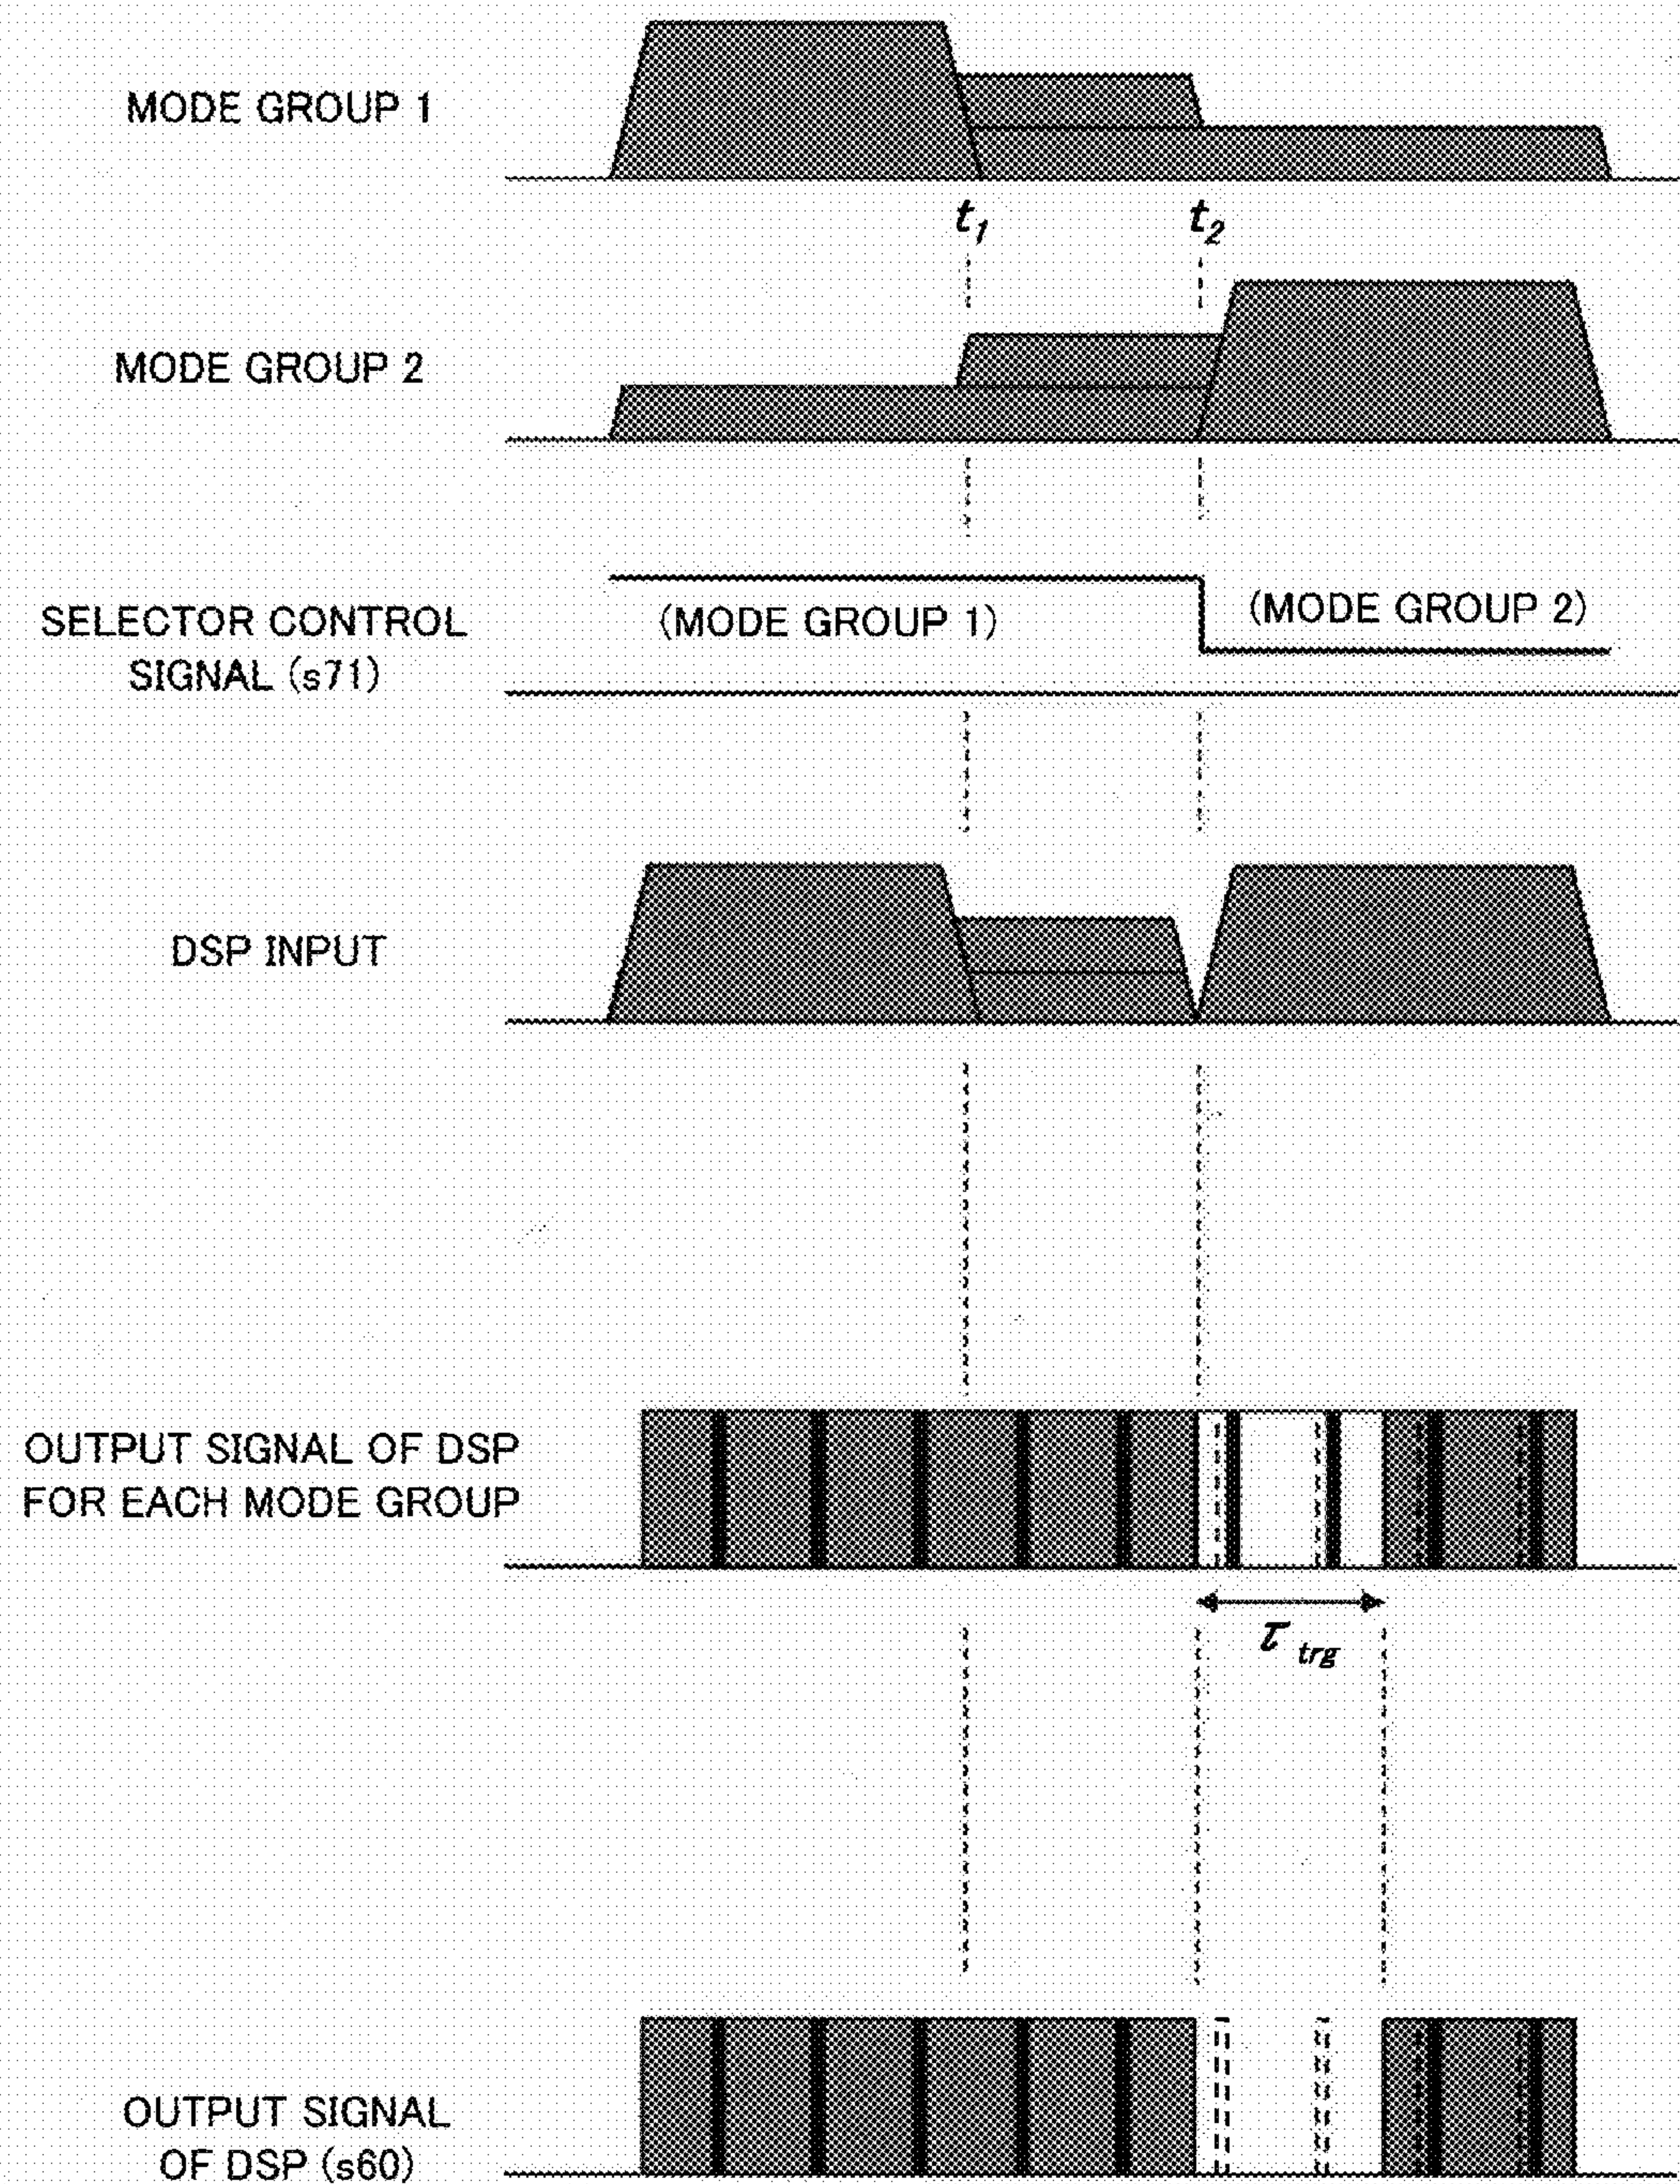 MODE GROUP 1
t1
t2
MODE GROUP 2
SELECTOR CONTROL
SIGNAL (s71)
(MODE GROUP 1)
(MODE GROUP 2)
DSP INPUT
OUTPUT SIGNAL OF DSP
FOR EACH MODE GROUP
τ trg
OUTPUT SIGNAL
OF DSP (s60)